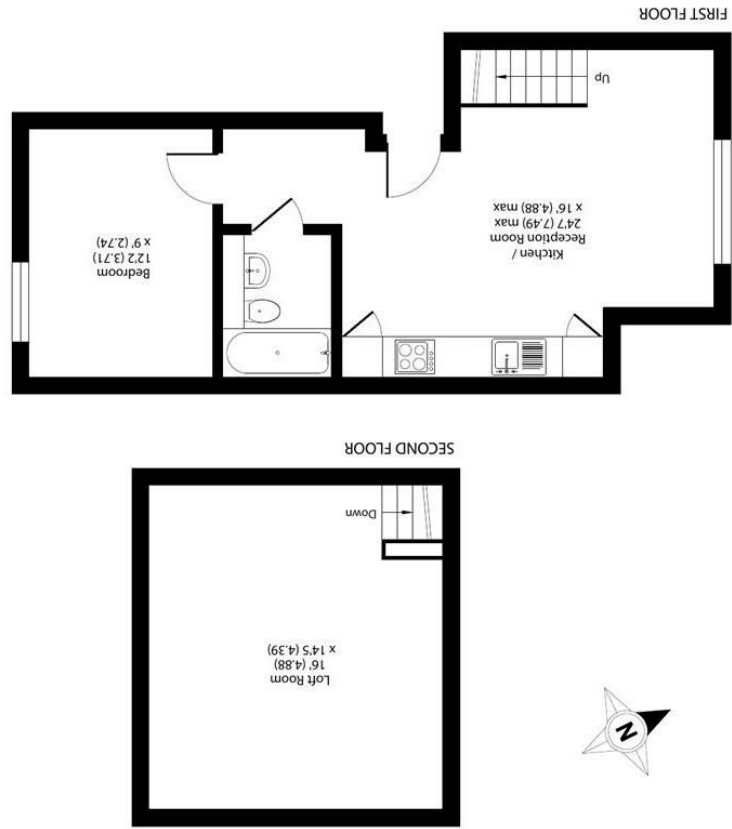 N
Loft Room
16' (4.88)
x 14'5 (4.39)
Down
SECOND FLOOR
Kitchen /
Reception Room
24'7 (7.49) max
x 16' (4.88) max
Bedroom
12'2 (3.71)
x 9' (2.74)
Up
FIRST FLOOR